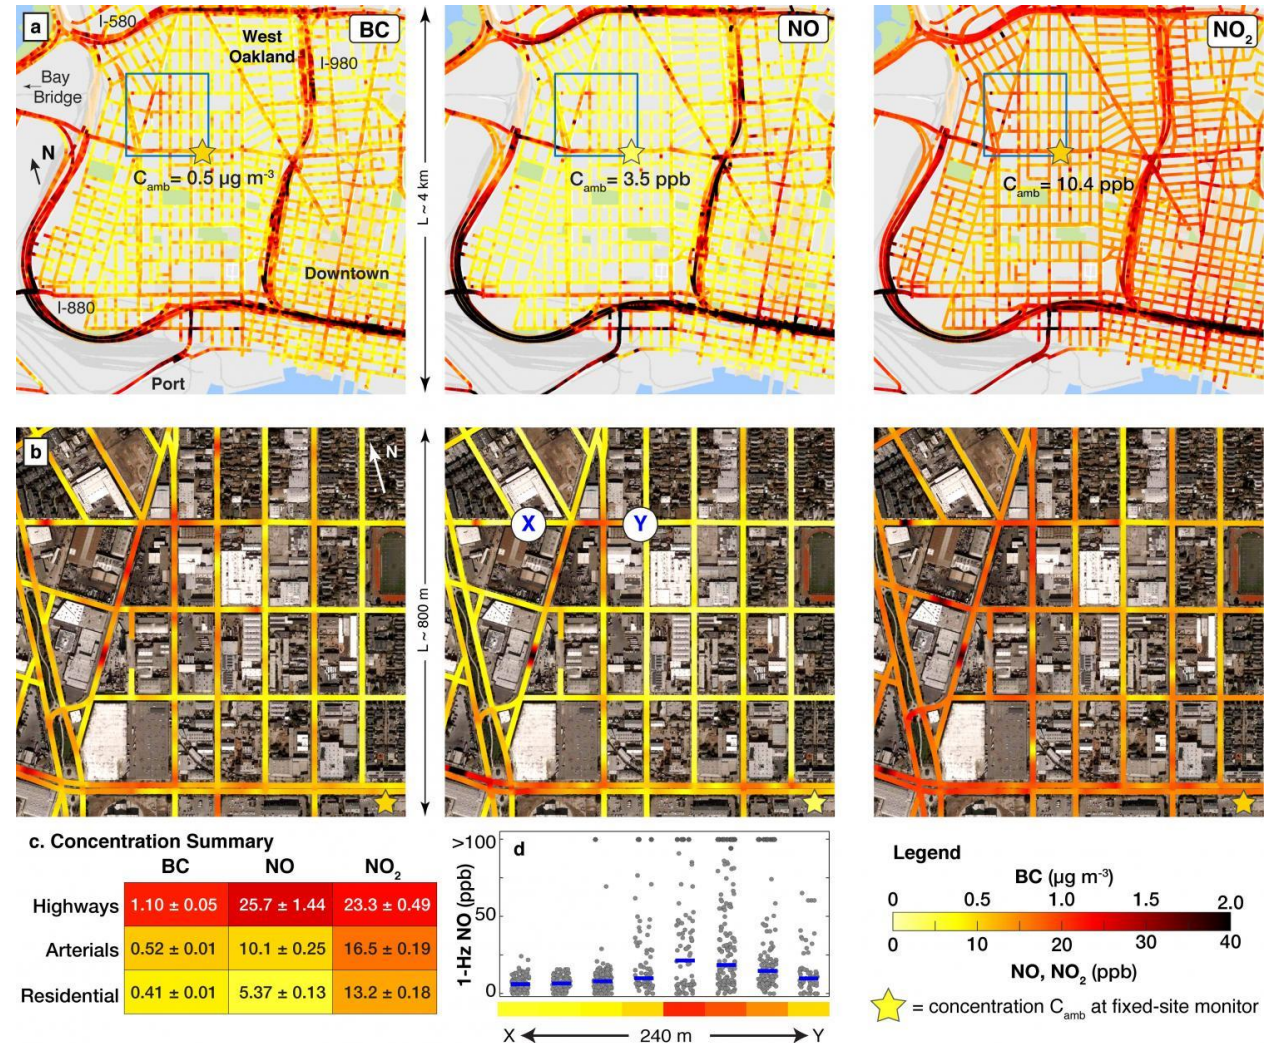 a
I-580
BC
West
Oakland
I-980
Bay
Bridge
N
C_amb = 0.5 µg m⁻³
Downtown
I-880
Port
L ~ 4 km
NO
C_amb = 3.5 ppb
NO₂
C_amb = 10.4 ppb
b
N
L ~ 800 m
X
Y
c. Concentration Summary
BC NO NO₂
Highways 1.10 ± 0.05 25.7 ± 1.44 23.3 ± 0.49
Arterials 0.52 ± 0.01 10.1 ± 0.25 16.5 ± 0.19
Residential 0.41 ± 0.01 5.37 ± 0.13 13.2 ± 0.18
d
1-Hz NO (ppb)
>100
50
0
X 240 m Y
Legend
BC (µg m⁻³)
0 0.5 1.0 1.5 2.0
0 10 20 30 40
NO, NO₂ (ppb)
= concentration C_amb at fixed-site monitor